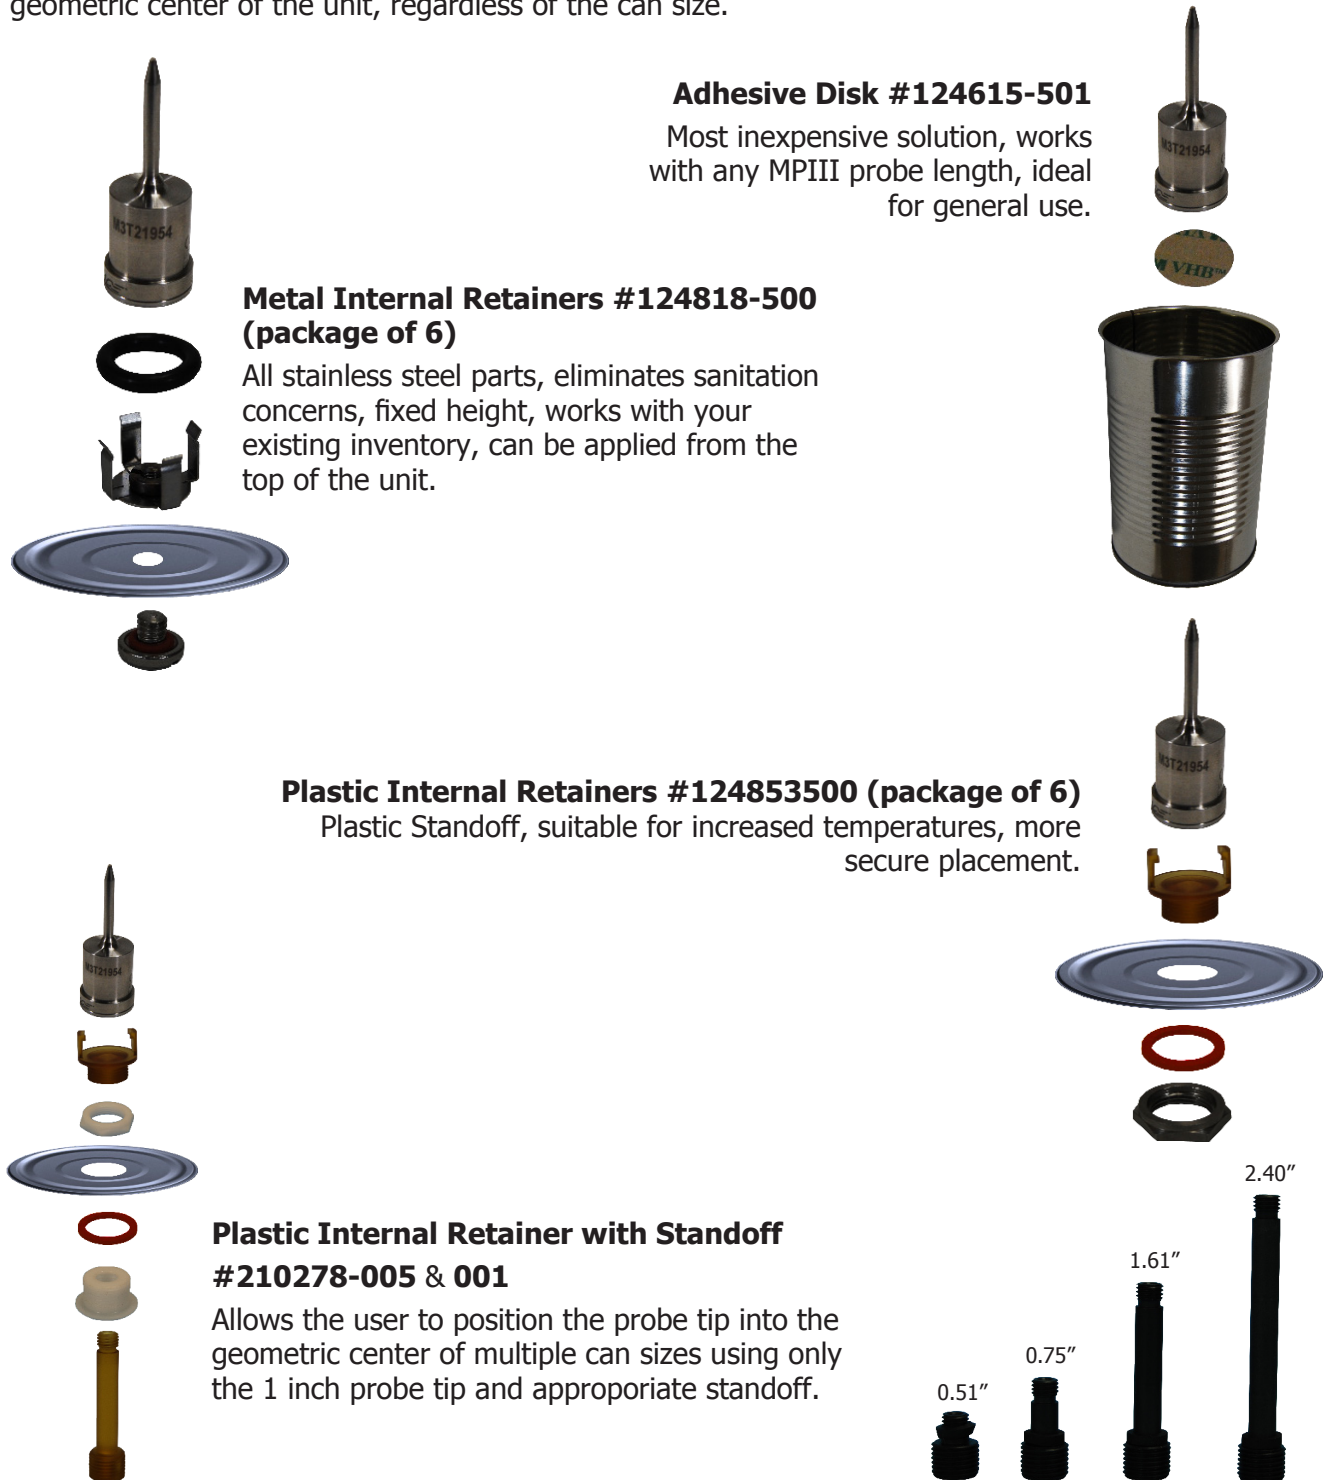 geometric center of the unit, regardless of the can size.
Adhesive Disk #124615-501
Most inexpensive solution, works
with any MPIII probe length, ideal
for general use.
M3T21954
M3T21954
VHB™
Metal Internal Retainers #124818-500
(package of 6)
All stainless steel parts, eliminates sanitation
concerns, fixed height, works with your
existing inventory, can be applied from the
top of the unit.
Plastic Internal Retainers #124853500 (package of 6)
Plastic Standoff, suitable for increased temperatures, more
secure placement.
M3T21954
M3T21954
Plastic Internal Retainer with Standoff
#210278-005 & 001
Allows the user to position the probe tip into the
geometric center of multiple can sizes using only
the 1 inch probe tip and approporiate standoff.
0.51″
0.75″
1.61″
2.40″